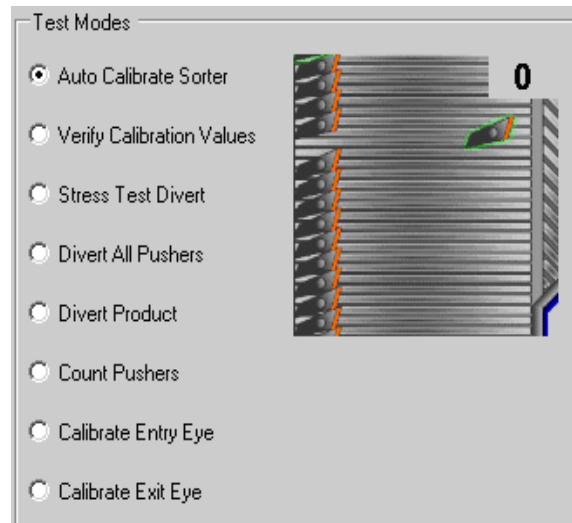 Test Modes
Auto Calibrate Sorter
0
Verify Calibration Values
Stress Test Divert
Divert All Pushers
Divert Product
Count Pushers
Calibrate Entry Eye
Calibrate Exit Eye